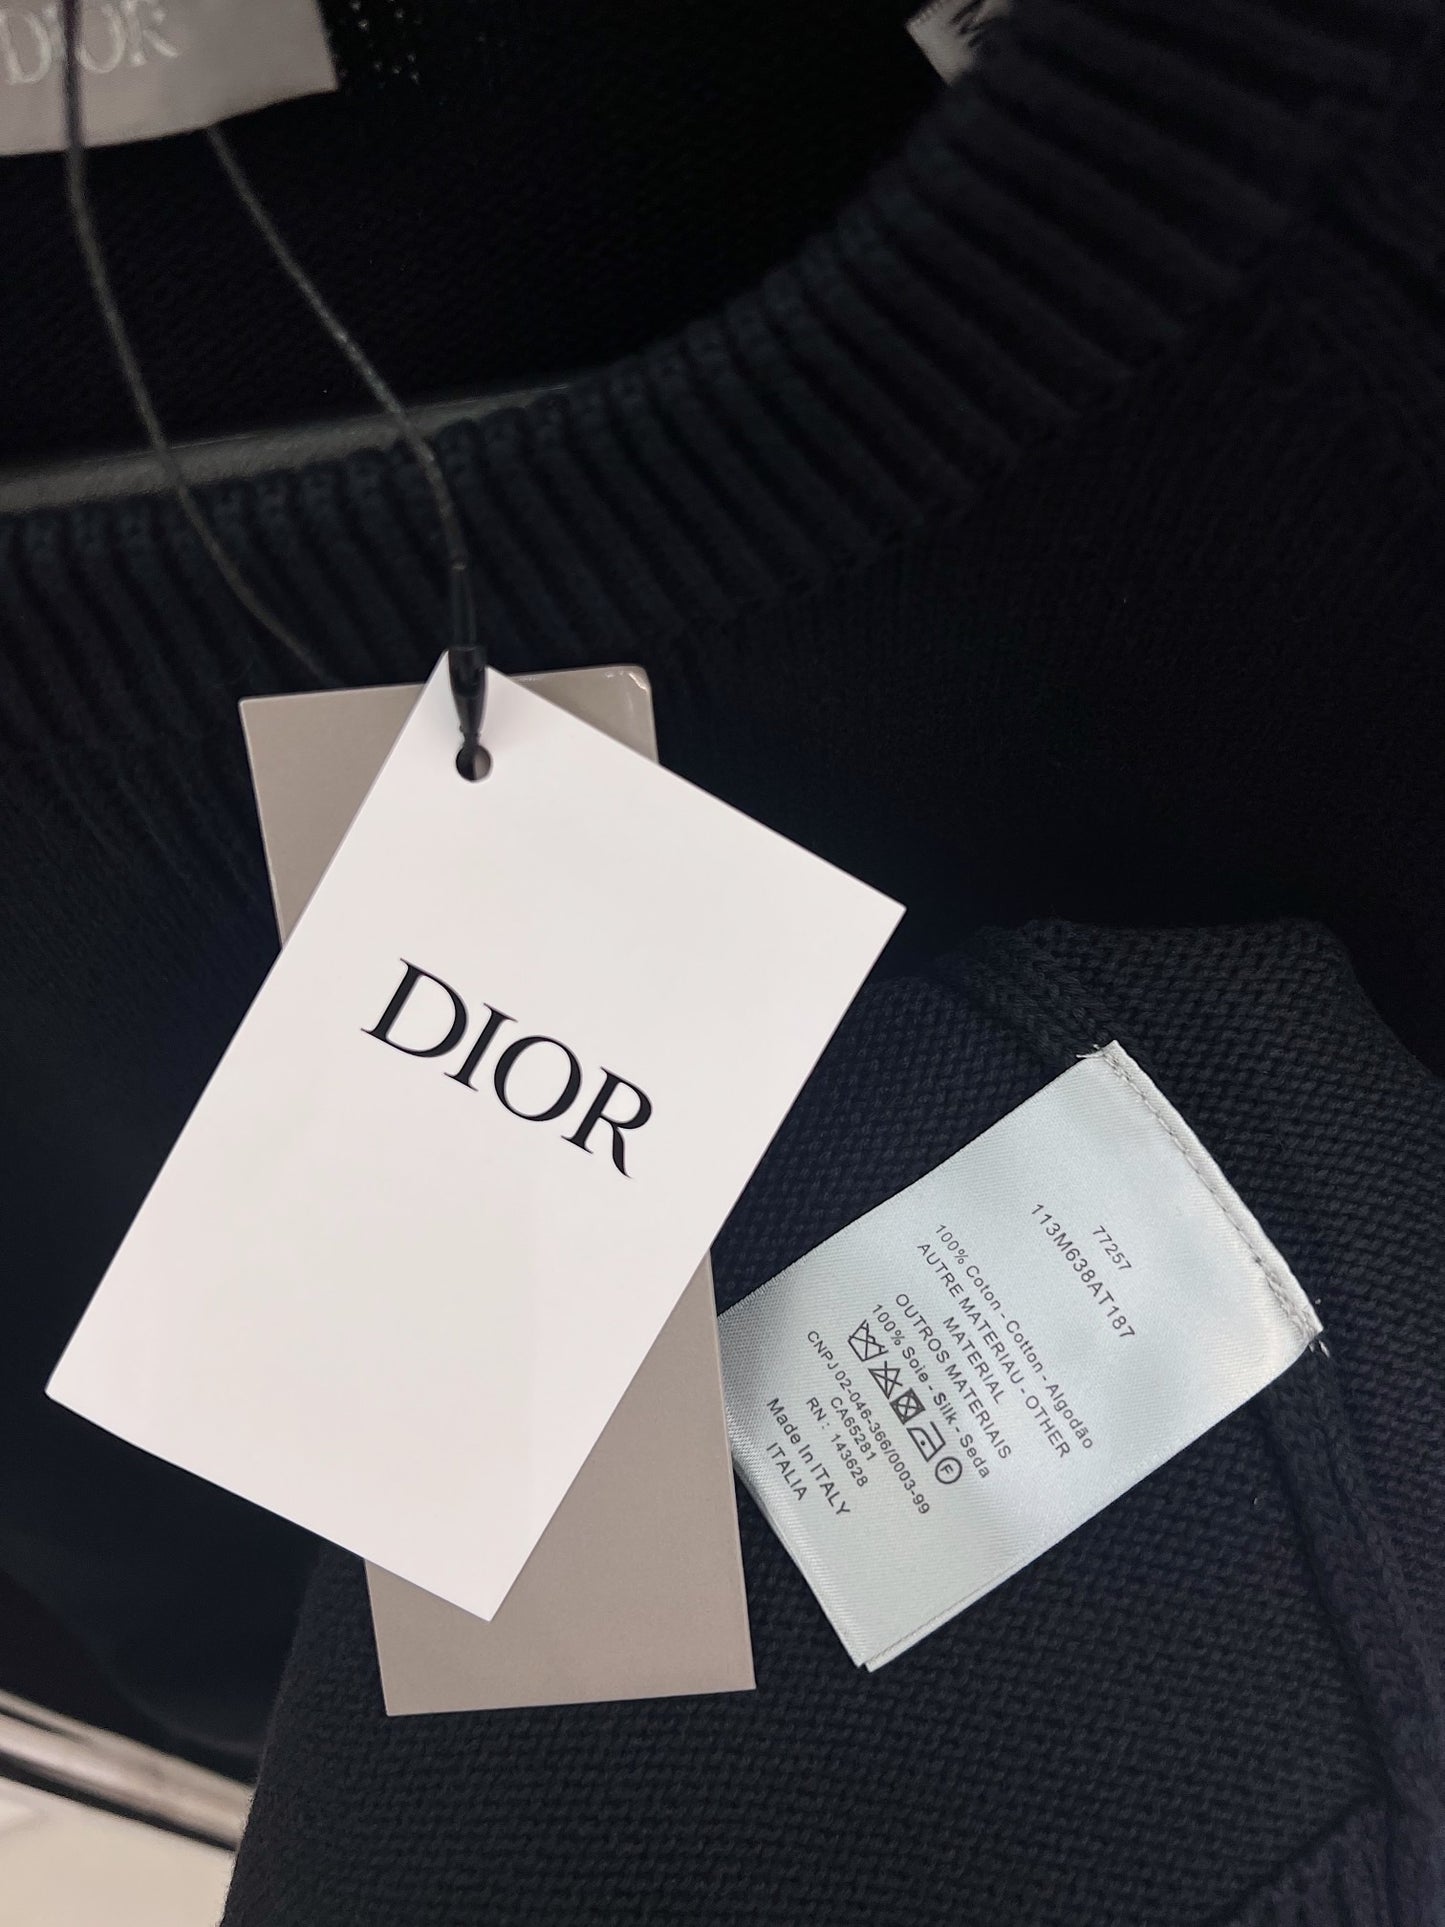 DIOR
M
DIOR
77257
113M638AT187
100% Coton - Cotton - Algodão
AUTRE MATERIAU - OTHER
MATERIAL
OUTROS MATERIAIS
100% Soie - Silk - Seda
F
CNPJ 02-046-366/0003-99
CA65281
RN : 143628
Made In ITALY
ITALIA